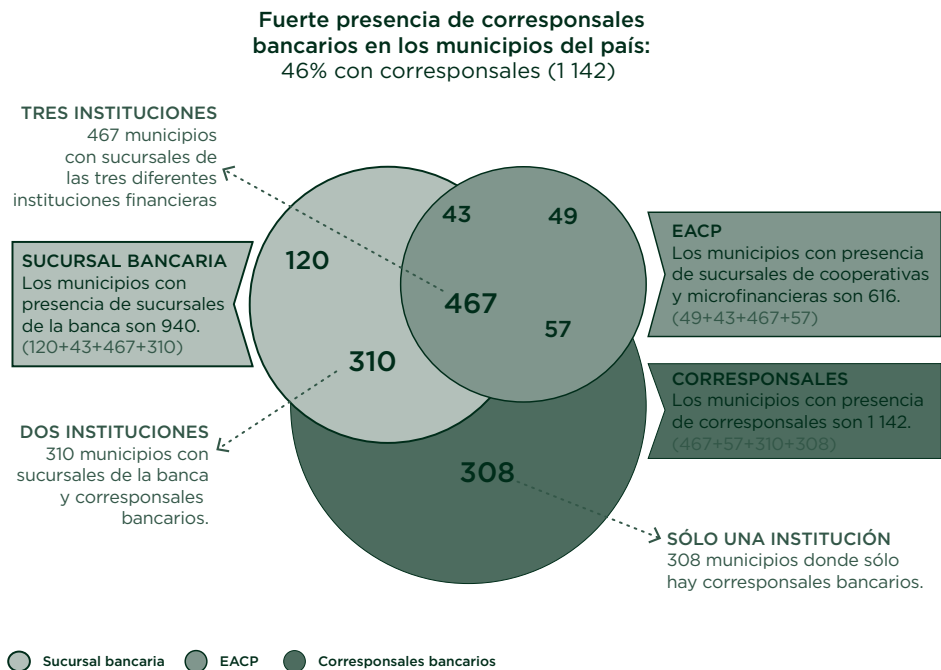 Fuerte presencia de corresponsales
bancarios en los municipios del país:
46% con corresponsales (1 142)
TRES INSTITUCIONES
467 municipios
con sucursales de
las tres diferentes
instituciones financieras
SUCURSAL BANCARIA
Los municipios con
presencia de sucursales
de la banca son 940.
(120+43+467+310)
DOS INSTITUCIONES
310 municipios con
sucursales de la banca
y corresponsales
bancarios.
43
49
120
467
57
310
308
EACP
Los municipios con presencia
de sucursales de cooperativas
y microfinancieras son 616.
(49+43+467+57)
CORRESPONSALES
Los municipios con presencia
de corresponsales son 1 142.
(467+57+310+308)
SÓLO UNA INSTITUCIÓN
308 municipios donde sólo
hay corresponsales bancarios.
Sucursal bancaria EACP Corresponsales bancarios